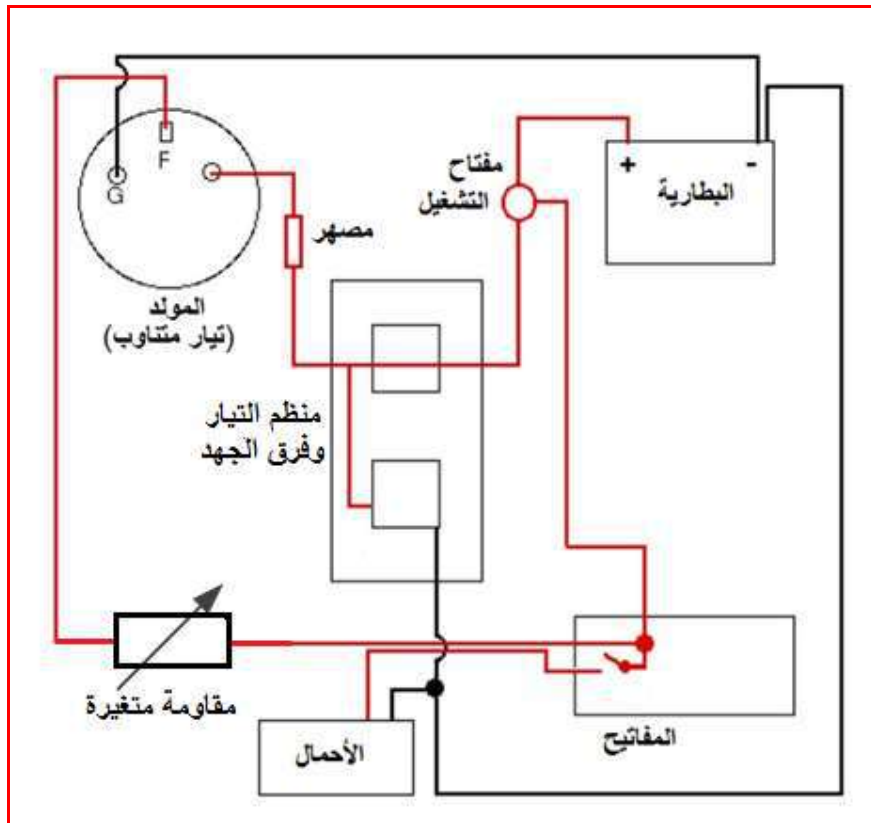 F
G
+
-
البطارية
مفتاح
التشغيل
مصهر
المولد
(تيار متناوب)
منظم التيار
وفرق الجهد
مقاومة متغيرة
الأحمال
المفاتيح